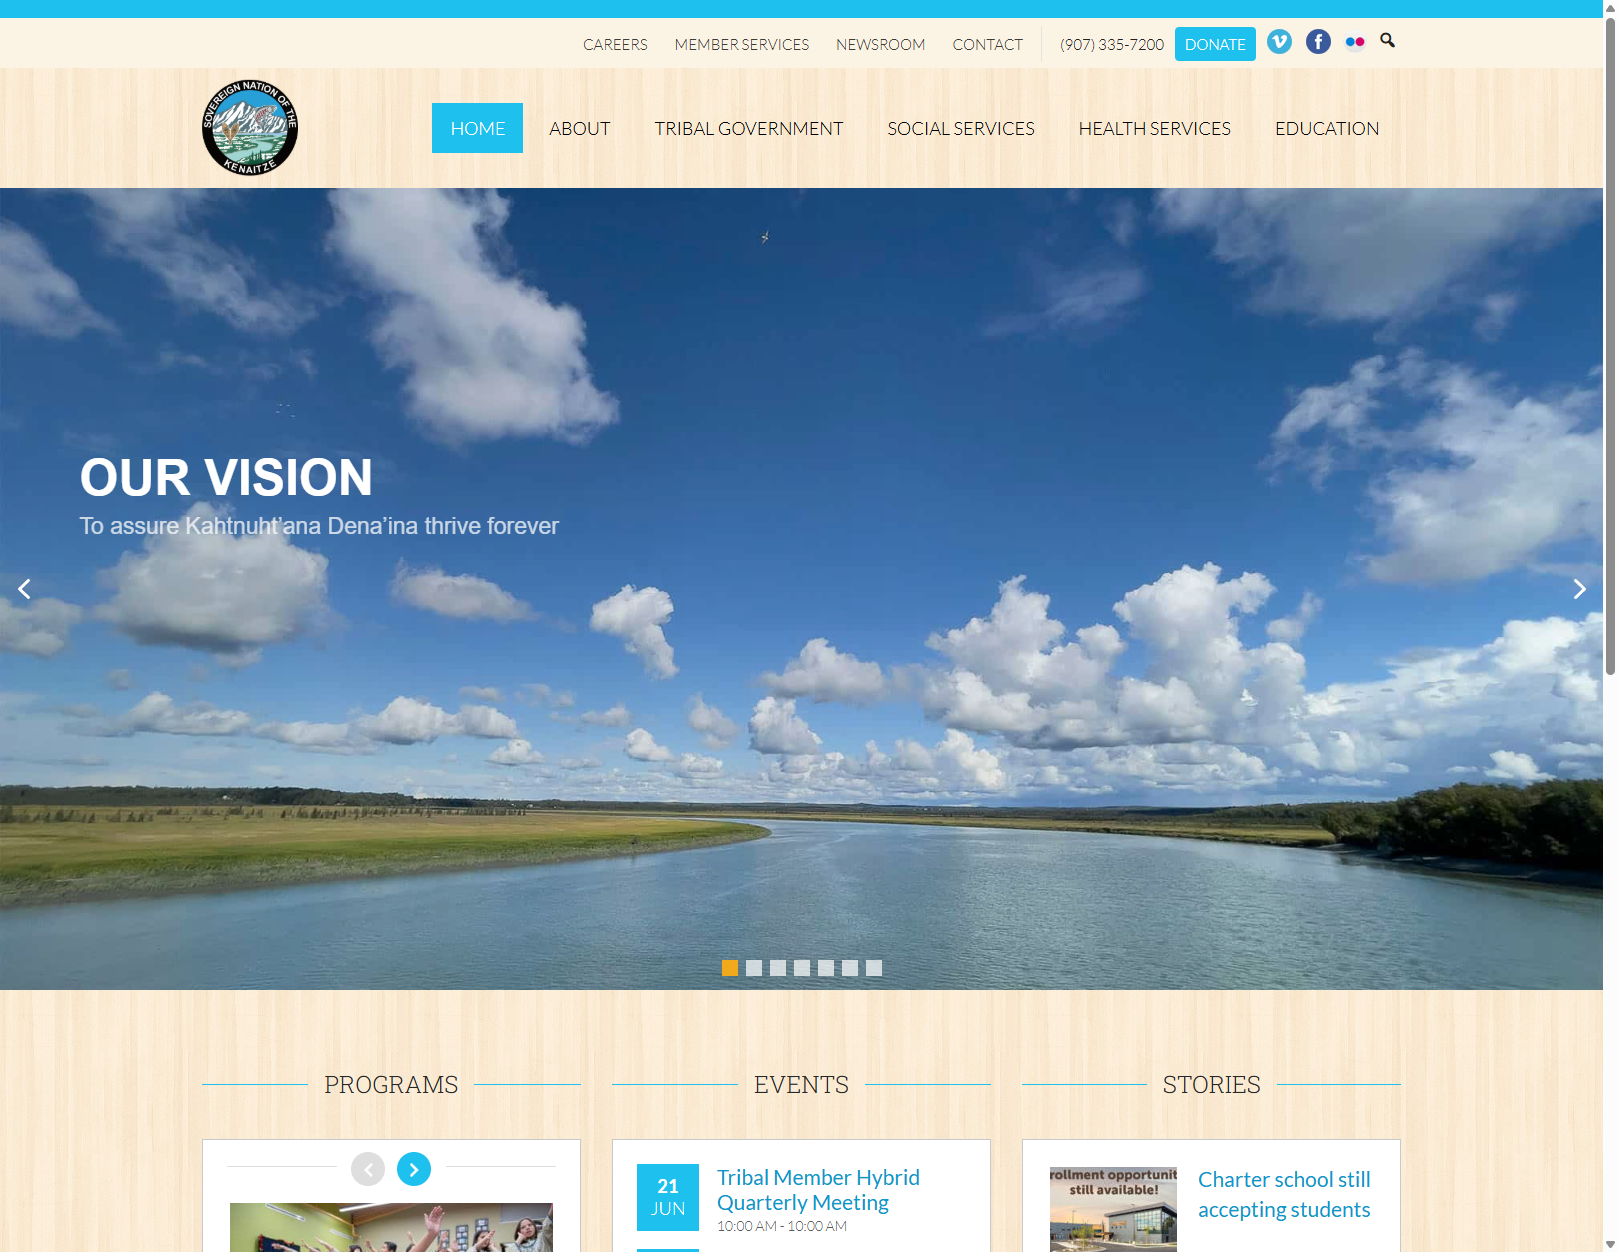 CAREERS MEMBER SERVICES NEWSROOM CONTACT (907) 335-7200 DONATE
SOVEREIGN NATION OF THE
KENAITZE
HOME ABOUT TRIBAL GOVERNMENT SOCIAL SERVICES HEALTH SERVICES EDUCATION
OUR VISION
To assure Kahtnuht’ana Dena’ina thrive forever
PROGRAMS
EVENTS
21
JUN
Tribal Member Hybrid
Quarterly Meeting
10:00 AM - 10:00 AM
STORIES
rollment opportunit
still available!
Charter school still
accepting students